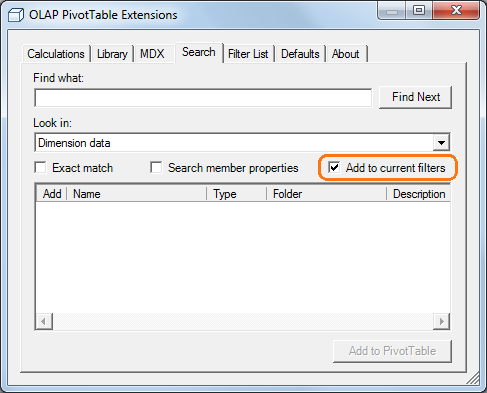 OLAP PivotTable Extensions
Calculations Library MDX Search Filter List Defaults About
Find what:
Find Next
Look in:
Dimension data
Exact match Search member properties Add to current filters
Add Name Type Folder Description
Add to PivotTable